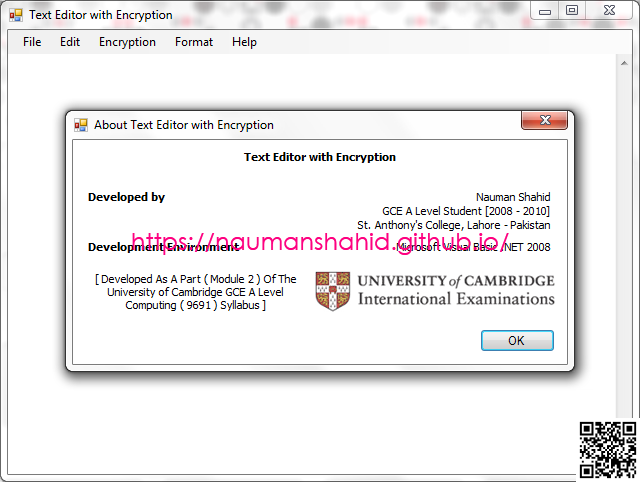 Text Editor with Encryption
File Edit Encryption Format Help
About Text Editor with Encryption
Text Editor with Encryption
Developed by Nauman Shahid
GCE A Level Student [2008 - 2010]
St. Anthony's College, Lahore - Pakistan
https://naumanshahid.github.io/
Development Environment Microsoft Visual Basic .NET 2008
[ Developed As A Part ( Module 2 ) Of The
University of Cambridge GCE A Level
Computing ( 9691 ) Syllabus ]
UNIVERSITY of CAMBRIDGE
International Examinations
OK